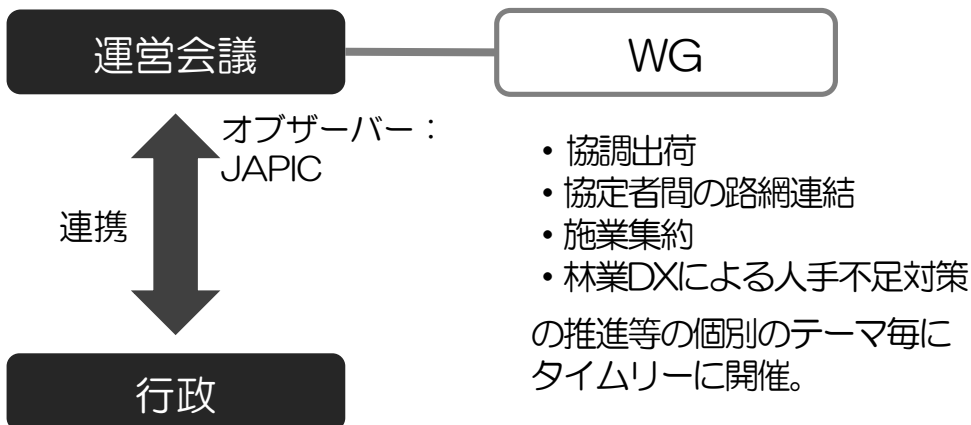 運営会議
WG
オブザーバー：
JAPIC
連携
・協調出荷
・協定者間の路網連結
・施業集約
・林業DXによる人手不足対策
の推進等の個別のテーマ毎に
タイムリーに開催。
行政